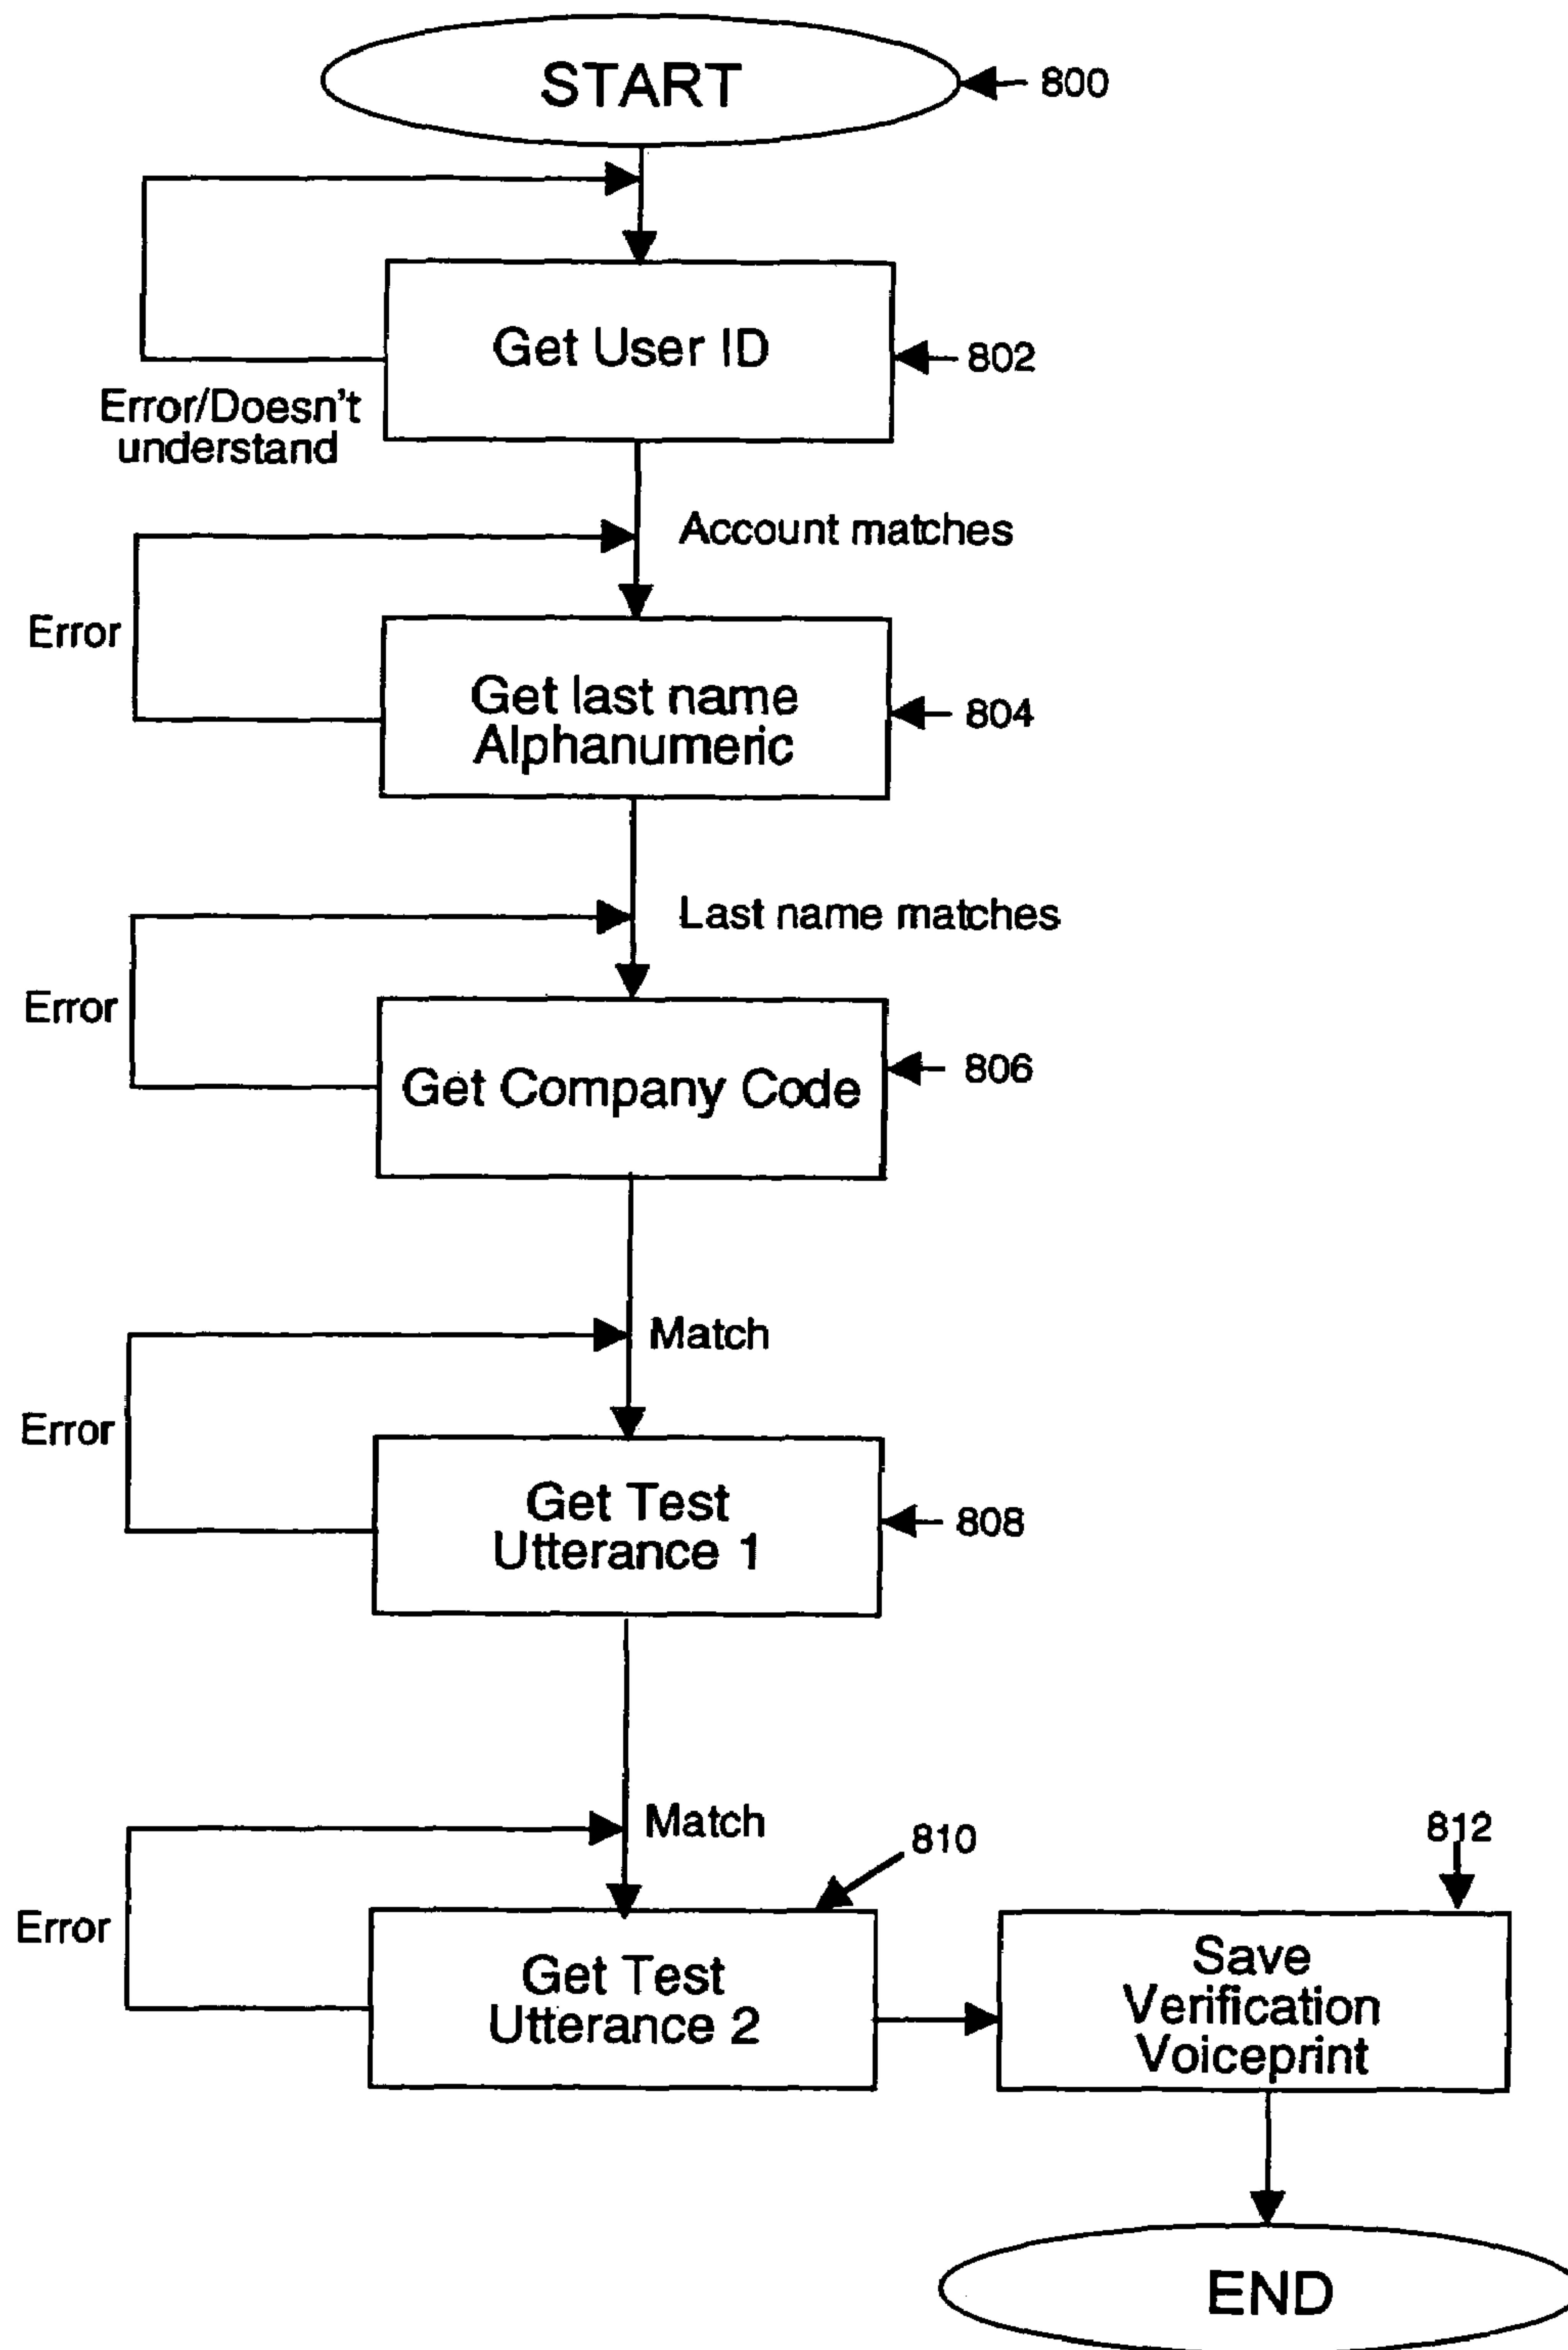 START
800
Get User ID
802
Error/Doesn't
understand
Account matches
Error
Get last name
Alphanumeric
804
Last name matches
Error
Get Company Code
806
Match
Error
Get Test
Utterance 1
808
Match
810
812
Error
Get Test
Utterance 2
Save
Verification
Voiceprint
END